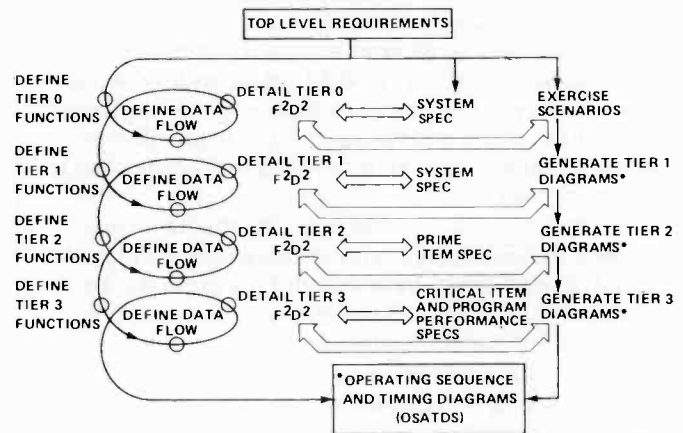 TOP LEVEL REQUIREMENTS
DEFINE
TIER 0
FUNCTIONS
DEFINE DATA
FLOW
DETAIL TIER 0
F²D²
SYSTEM
SPEC
EXERCISE
SCENARIOS
DEFINE
TIER 1
FUNCTIONS
DEFINE DATA
FLOW
DETAIL TIER 1
F²D²
SYSTEM
SPEC
GENERATE TIER 1
DIAGRAMS*
DEFINE
TIER 2
FUNCTIONS
DEFINE DATA
FLOW
DETAIL TIER 2
F²D²
PRIME
ITEM SPEC
GENERATE TIER 2
DIAGRAMS*
DEFINE
TIER 3
FUNCTIONS
DEFINE DATA
FLOW
DETAIL TIER 3
F²D²
CRITICAL ITEM
AND PROGRAM
PERFORMANCE
SPECS
GENERATE TIER 3
DIAGRAMS*
*OPERATING SEQUENCE
AND TIMING DIAGRAMS
(OSATDS)